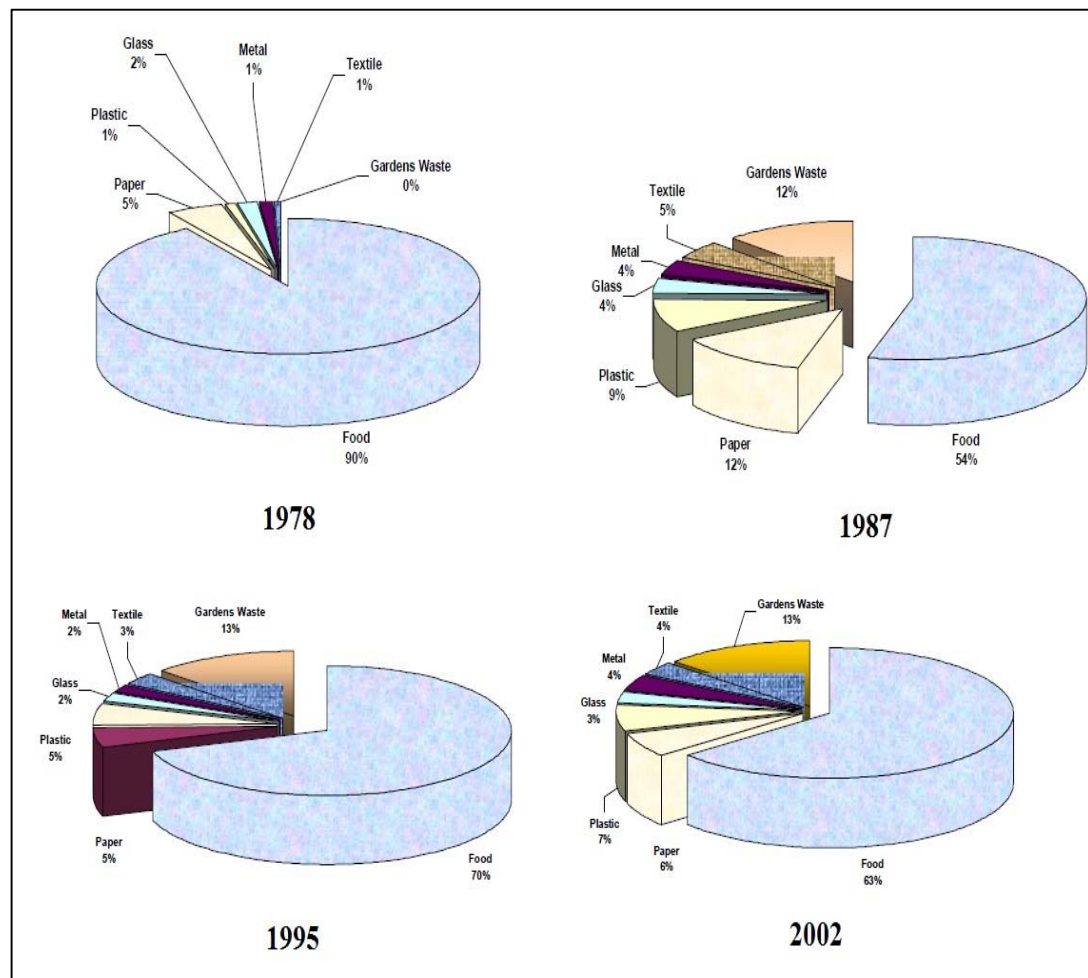 Glass
2%
Metal
1%
Textile
1%
Plastic
1%
Gardens Waste
0%
Paper
5%
Food
90%
1978
Gardens Waste
12%
Textile
5%
Metal
4%
Glass
4%
Plastic
9%
Paper
12%
Food
54%
1987
Metal
2%
Textile
3%
Gardens Waste
13%
Glass
2%
Plastic
5%
Paper
5%
Food
70%
1995
Textile
4%
Gardens Waste
13%
Metal
4%
Glass
3%
Plastic
7%
Paper
6%
Food
63%
2002